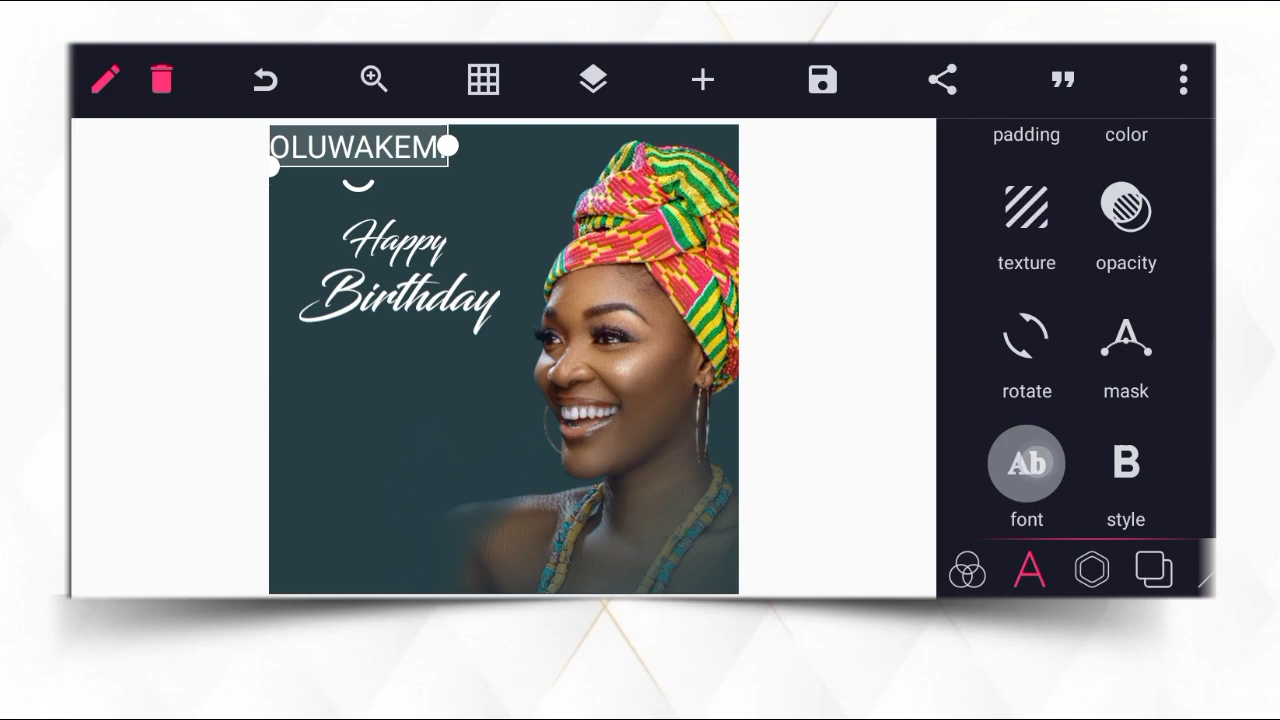 padding color
OLUWAKEM
texture opacity
Happy
Birthday
rotate mask
Ab B
font style
A